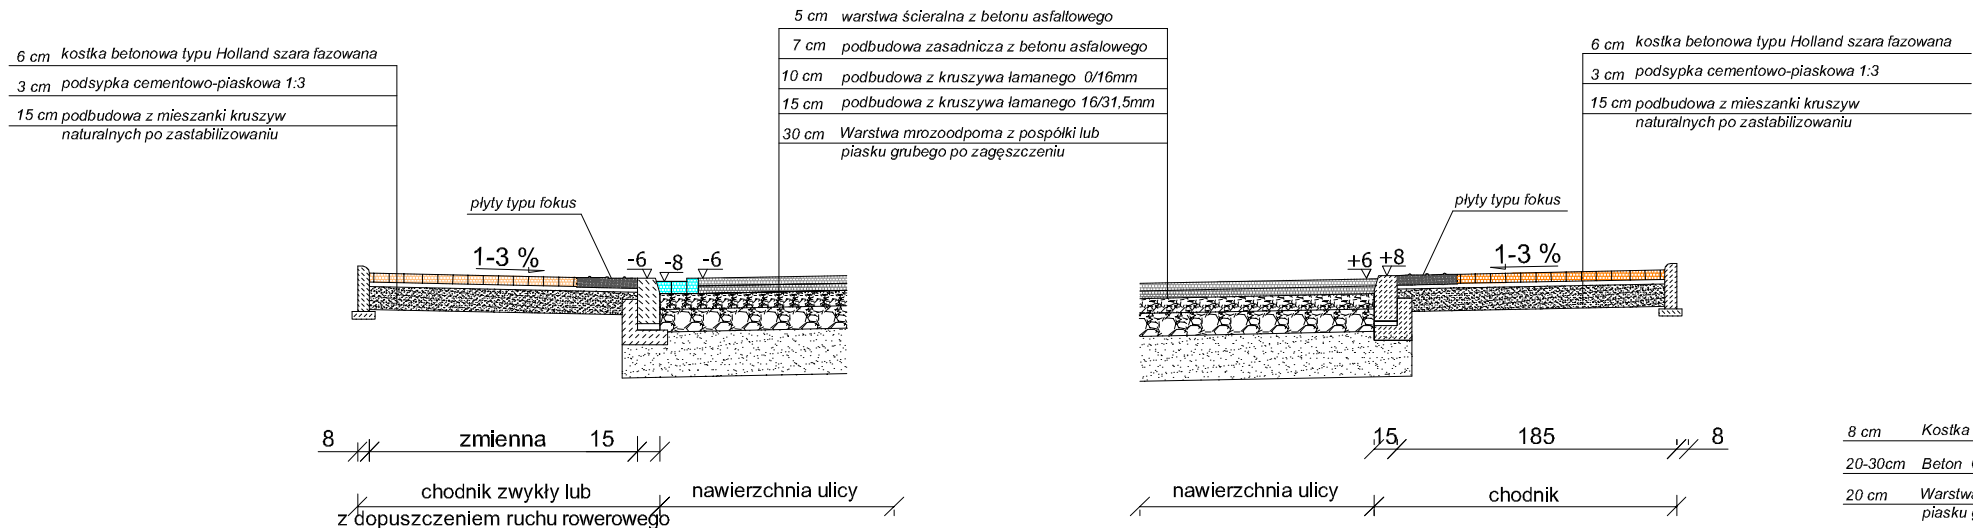 6 cm kostka betonowa typu Holland szara fazowana
3 cm podsypka cementowo-piaskowa 1:3
15 cm podbudowa z mieszanki kruszyw
naturalnych po zastabilizowaniu
5 cm warstwa ścieralna z betonu asfaltowego
7 cm podbudowa zasadnicza z betonu asfalowego
10 cm podbudowa z kruszywa łamanego 0/16mm
15 cm podbudowa z kruszywa łamanego 16/31,5mm
30 cm Warstwa mrozoodporna z pospółki lub
piasku grubego po zagęszczeniu
6 cm kostka betonowa typu Holland szara fazowana
3 cm podsypka cementowo-piaskowa 1:3
15 cm podbudowa z mieszanki kruszyw
naturalnych po zastabilizowaniu
płyty typu fokus
1-3 %
-6
-8
-6
płyty typu fokus
+6
+8
1-3 %
8
zmienna
15
chodnik zwykły lub
z dopuszczeniem ruchu rowerowego
nawierzchnia ulicy
15
185
8
nawierzchnia ulicy
chodnik
8 cm Kostka
20-30cm Beton
20 cm Warstwa
piasku